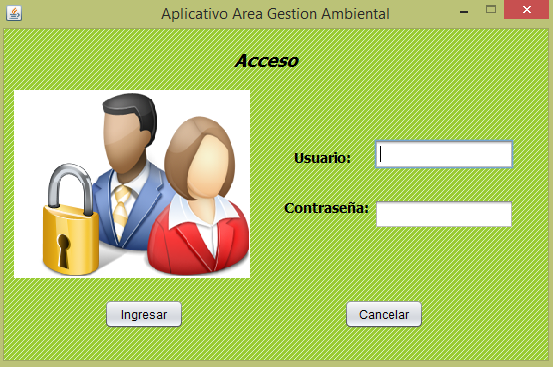 Aplicativo Area Gestion Ambiental
Acceso
Usuario:
Contraseña:
Ingresar
Cancelar